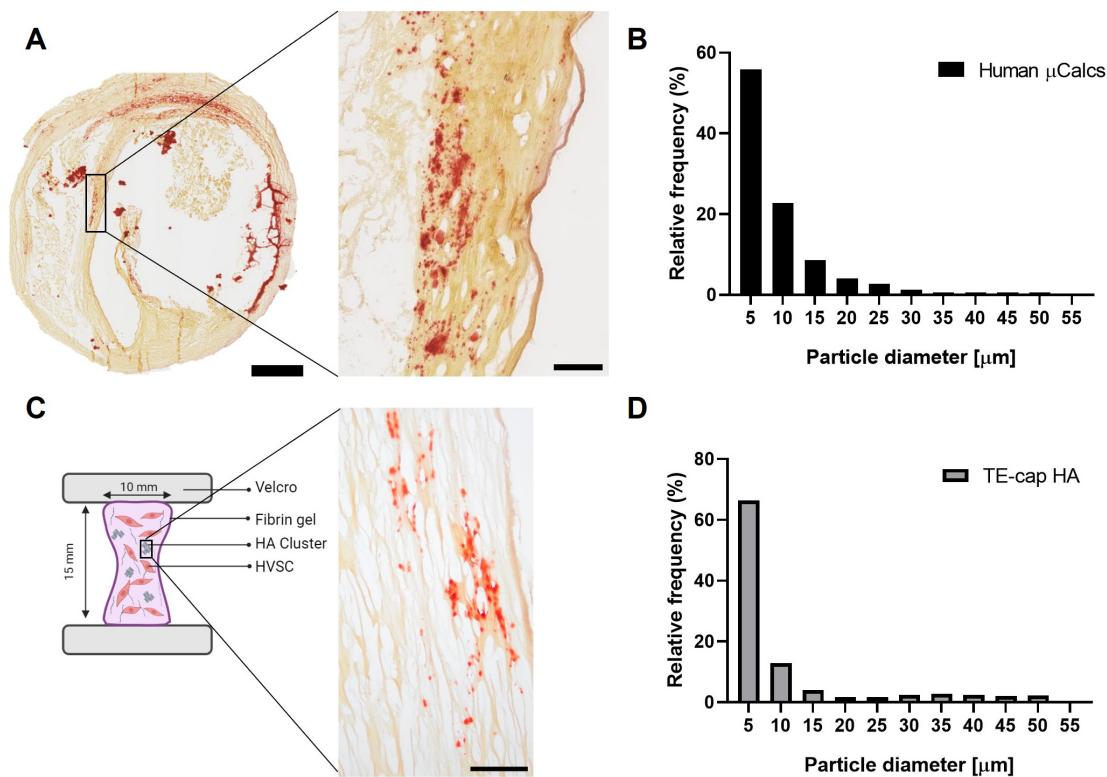 A
B
60
40
20
0
Relative frequency (%)
Human μCalcs
5 10 15 20 25 30 35 40 45 50 55
Particle diameter [μm]
C
10 mm
15 mm
Velcro
Fibrin gel
HA Cluster
HVSC
D
80
60
40
20
0
Relative frequency (%)
TE-cap HA
5 10 15 20 25 30 35 40 45 50 55
Particle diameter [μm]